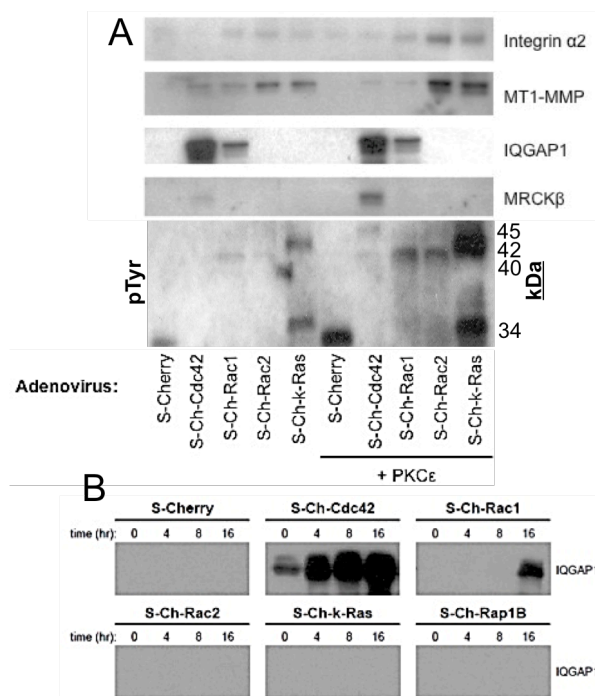 A
Integrin α2
MT1-MMP
IQGAP1
MRCKβ
pTyr
45
42
40
34
kDa
Adenovirus:
S-Cherry
S-Ch-Cdc42
S-Ch-Rac1
S-Ch-Rac2
S-Ch-k-Ras
S-Cherry
S-Ch-Cdc42
S-Ch-Rac1
S-Ch-Rac2
S-Ch-k-Ras
+ PKCε
B
S-Cherry S-Ch-Cdc42 S-Ch-Rac1
time (hr): 0 4 8 16 0 4 8 16 0 4 8 16
IQGAP1
S-Ch-Rac2 S-Ch-k-Ras S-Ch-Rap1B
time (hr): 0 4 8 16 0 4 8 16 0 4 8 16
IQGAP1